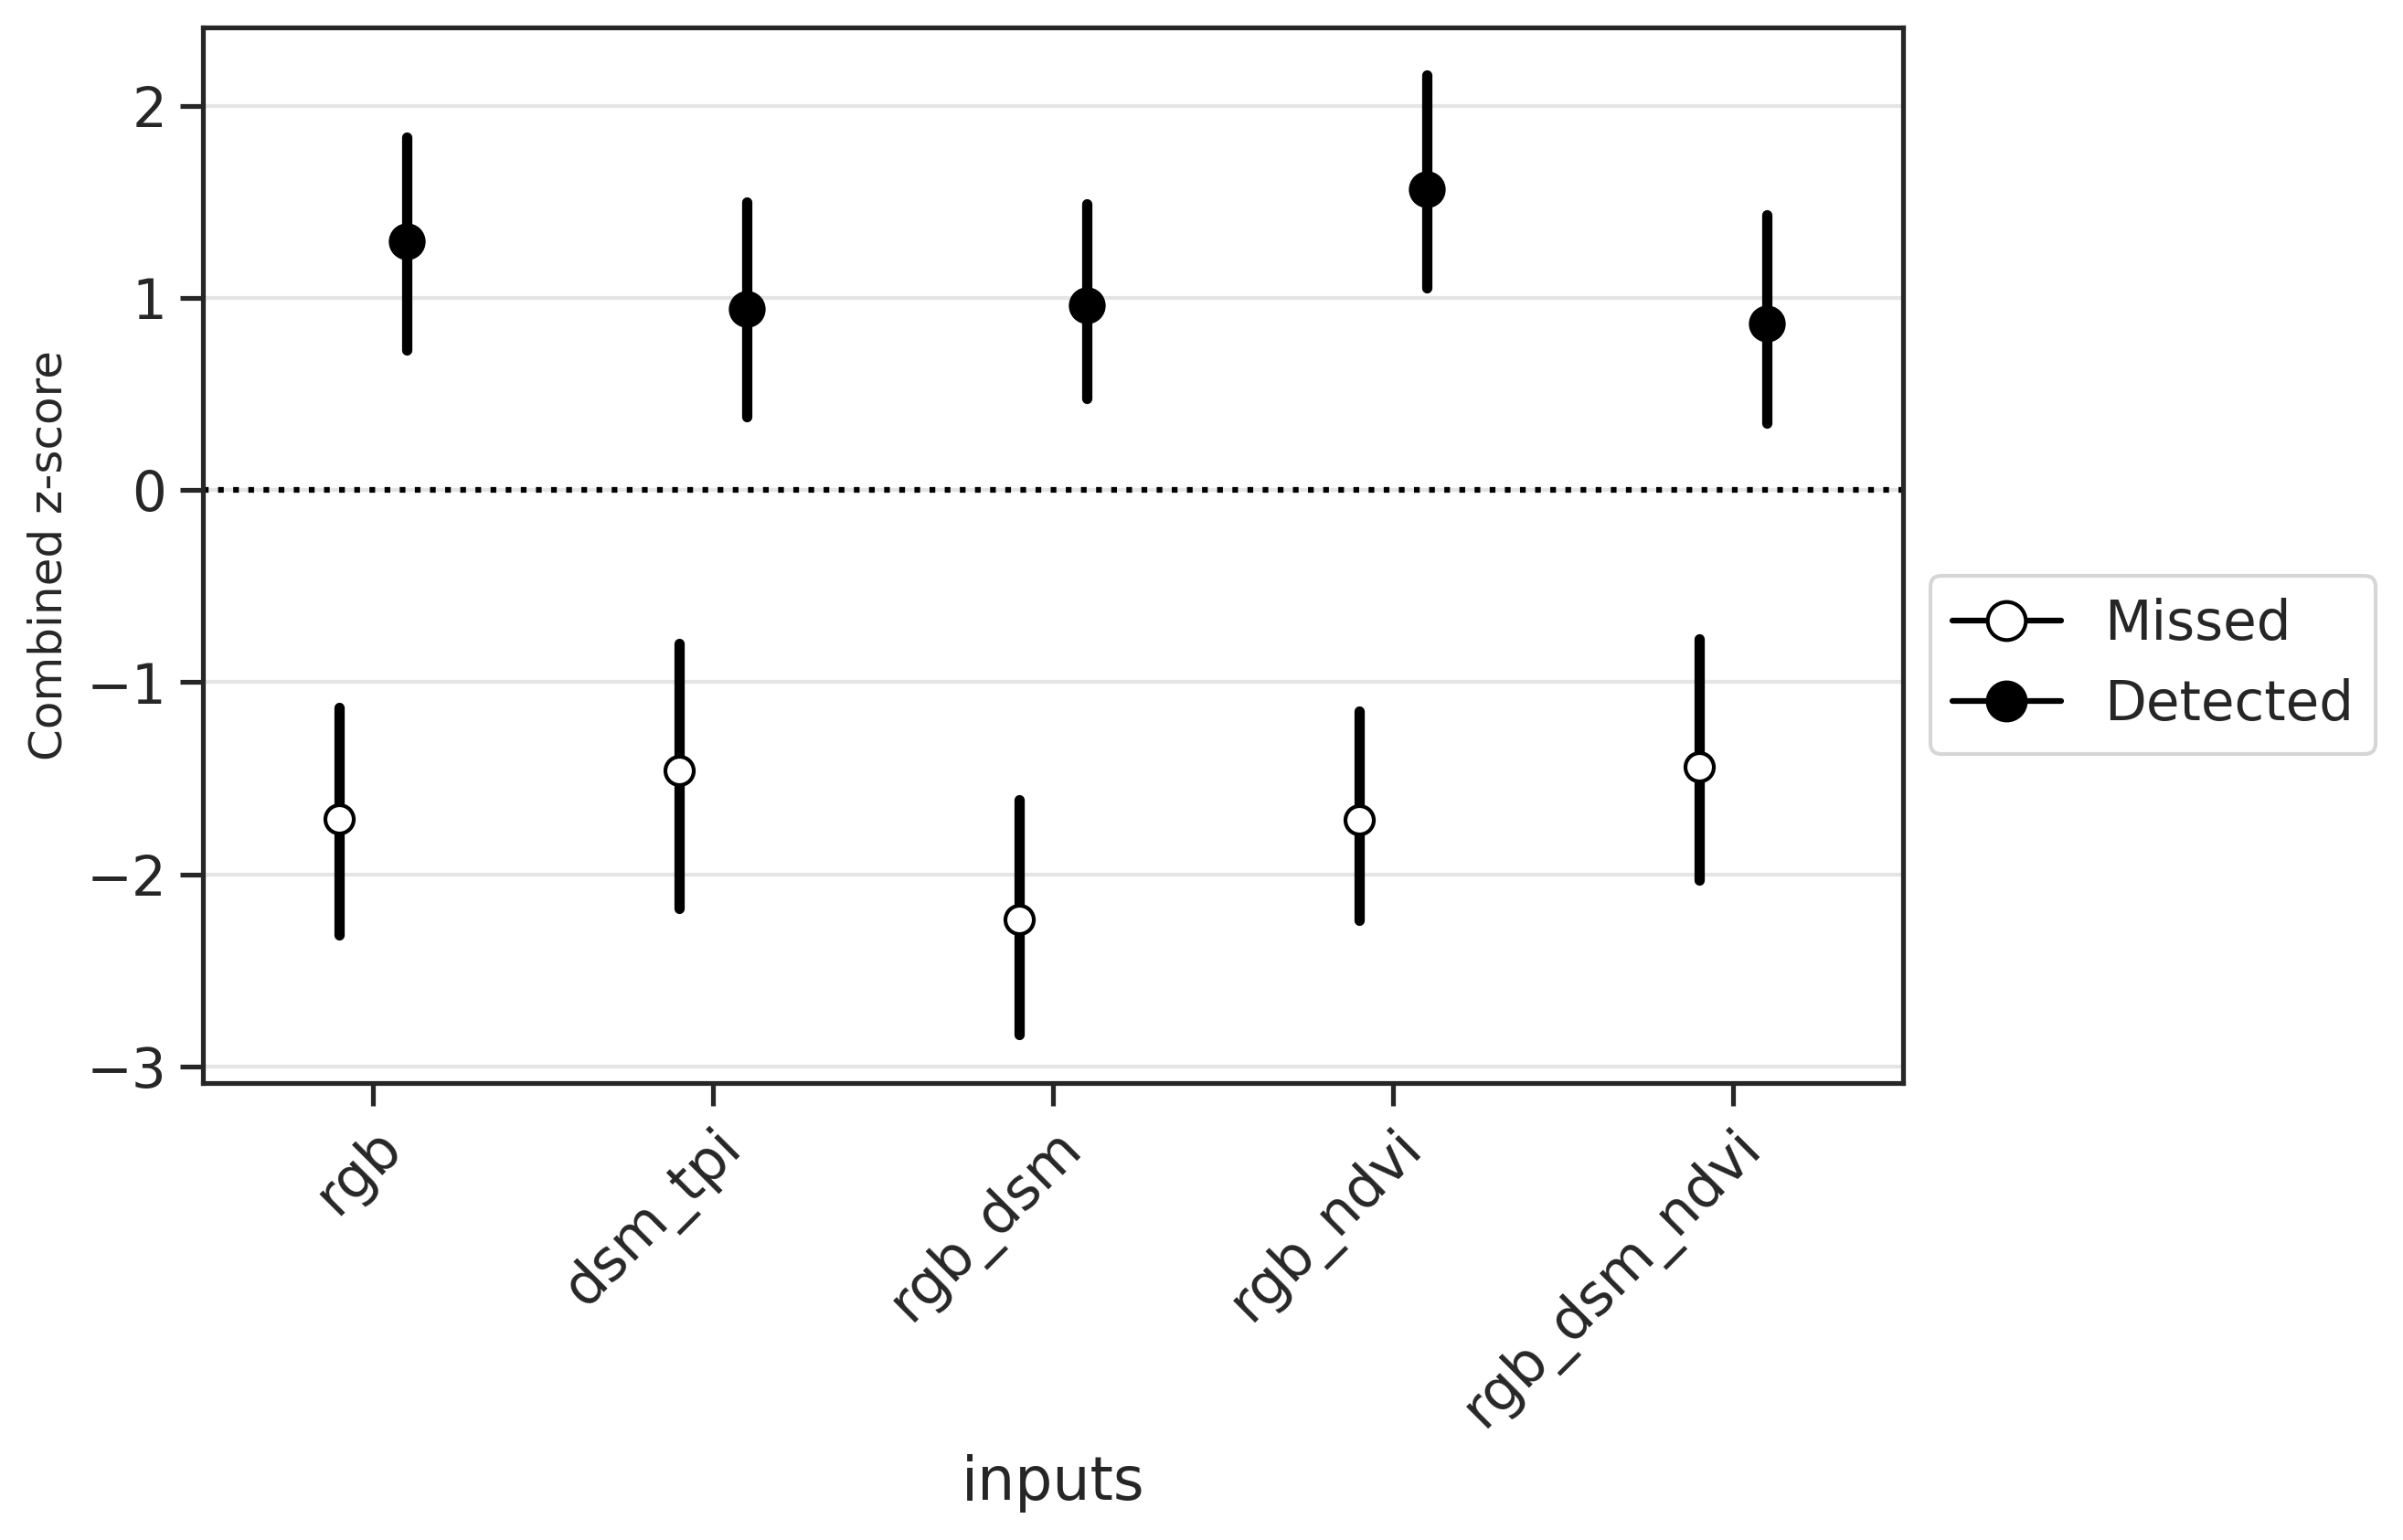 2
1
0
−1
−2
−3
Combined z-score
Missed
Detected
rgb
dsm_tpi
rgb_dsm
rgb_ndvi
rgb_dsm_ndvi
inputs